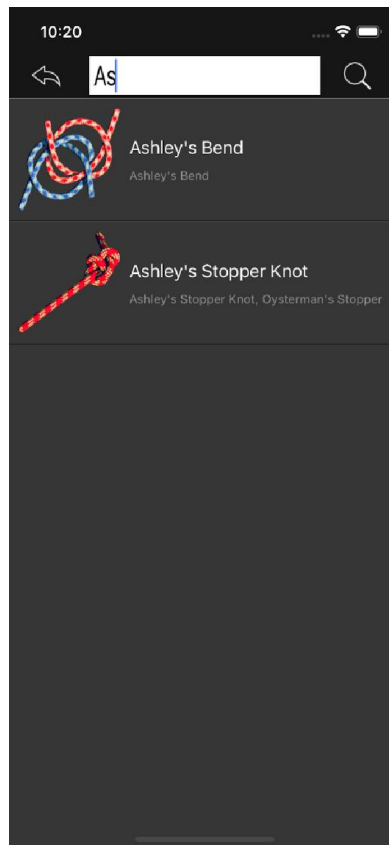 10:20
As
Ashley's Bend
Ashley's Bend
Ashley's Stopper Knot
Ashley's Stopper Knot, Oysterman's Stopper